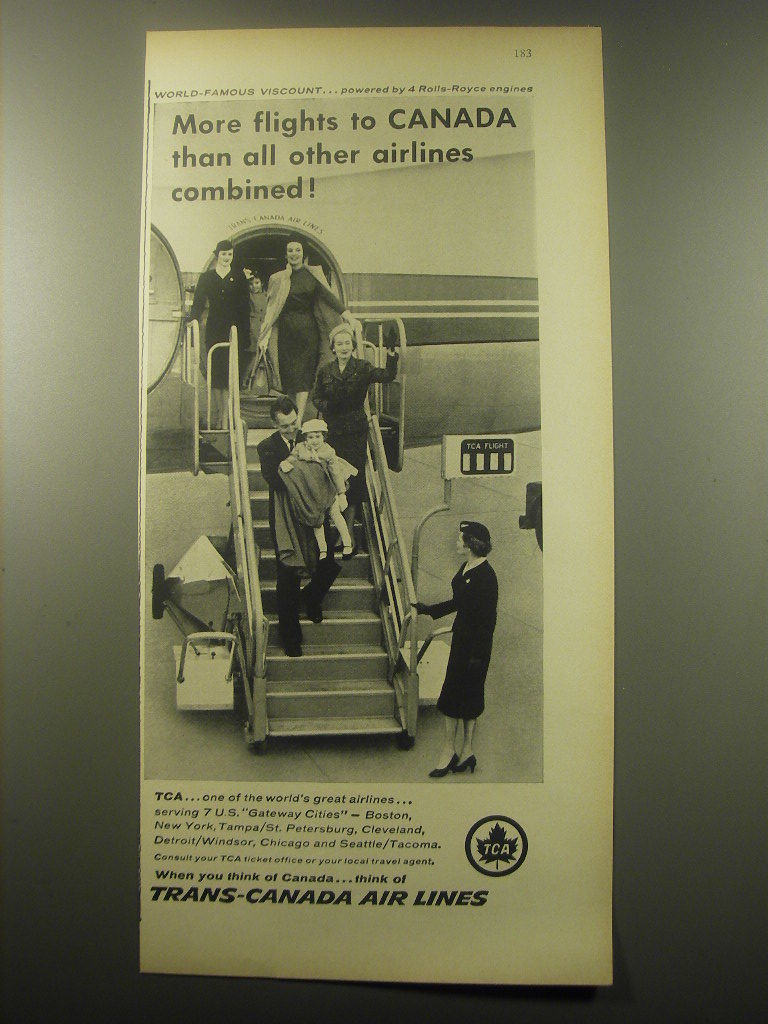 183
WORLD-FAMOUS VISCOUNT... powered by 4 Rolls-Royce engines
More flights to CANADA
than all other airlines
combined!
TRANS-CANADA AIR LINES
TCA FLIGHT
TCA...one of the world's great airlines...
serving 7 U.S. "Gateway Cities" — Boston,
New York, Tampa/St. Petersburg, Cleveland,
Detroit/Windsor, Chicago and Seattle/Tacoma.
Consult your TCA ticket office or your local travel agent.
TCA
When you think of Canada...think of
TRANS-CANADA AIR LINES